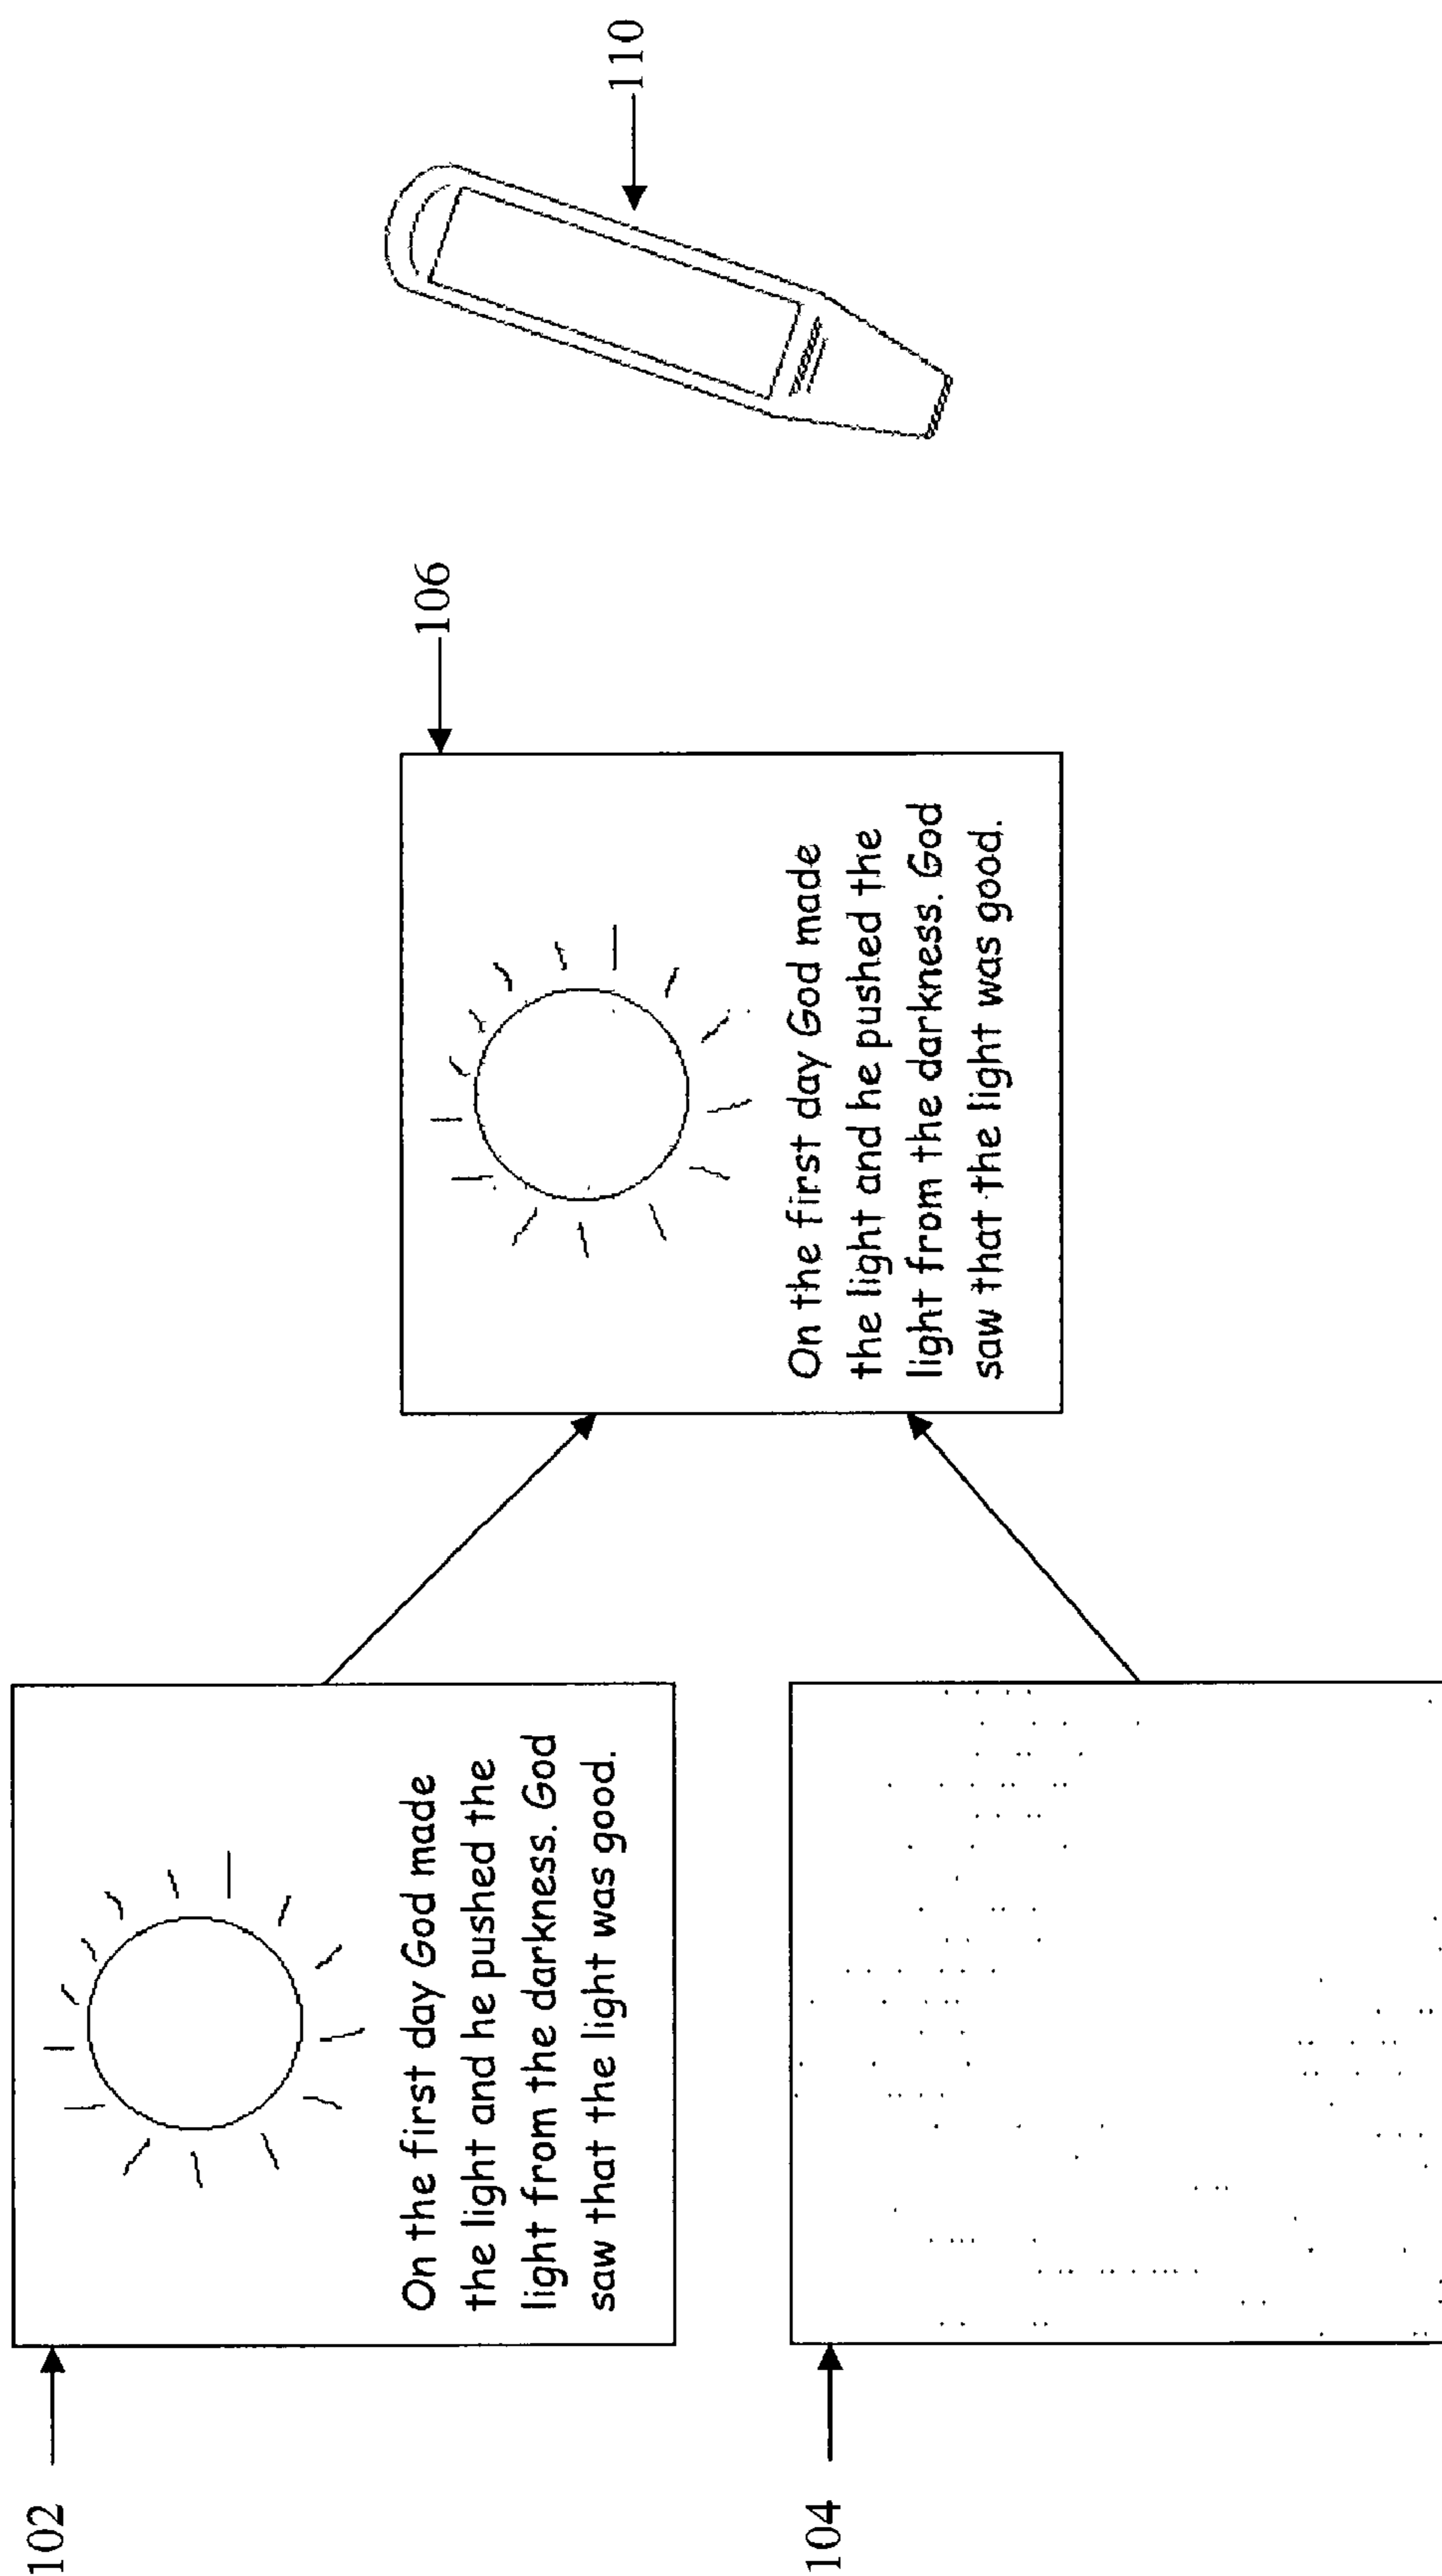 102
On the first day God made
the light and he pushed the
light from the darkness. God
saw that the light was good.
104
106
On the first day God made
the light and he pushed the
light from the darkness. God
saw that the light was good.
110